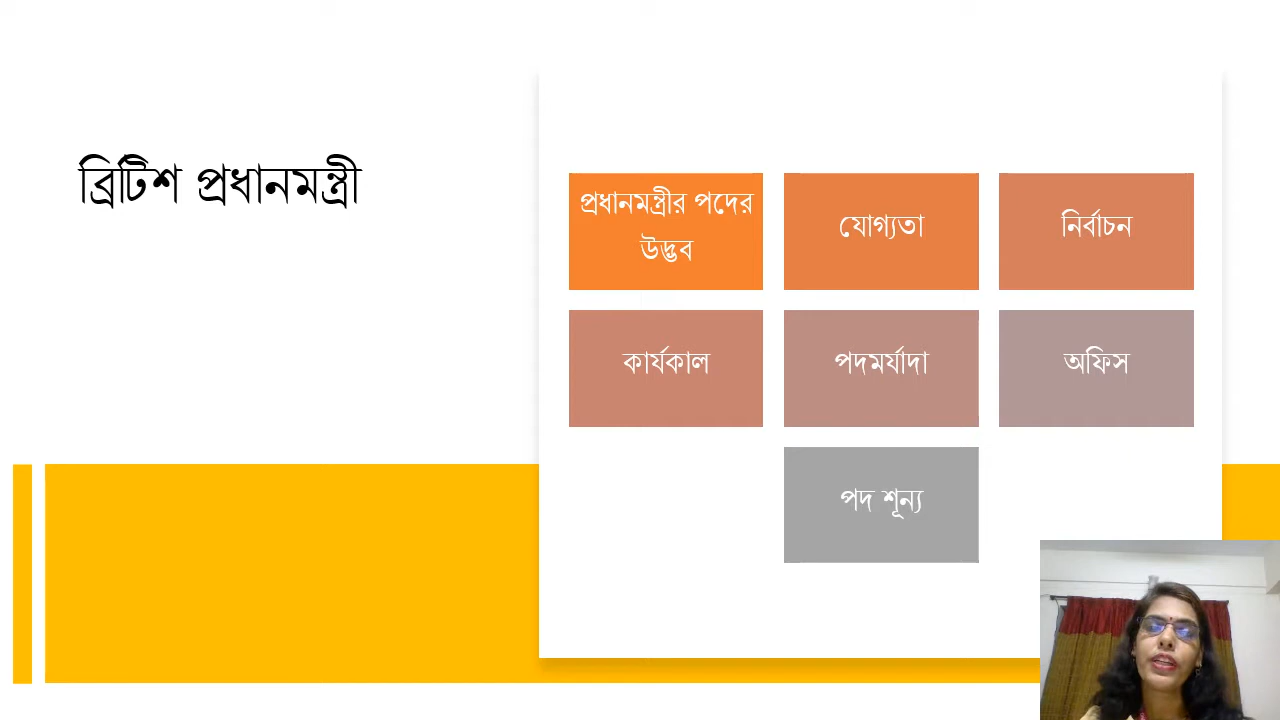 ব্রিটিশ প্রধানমন্ত্রী
প্রধানমন্ত্রীর পদের
উদ্ভব
যোগ্যতা
নির্বাচন
কার্যকাল
পদমর্যাদা
অফিস
পদ শূন্য